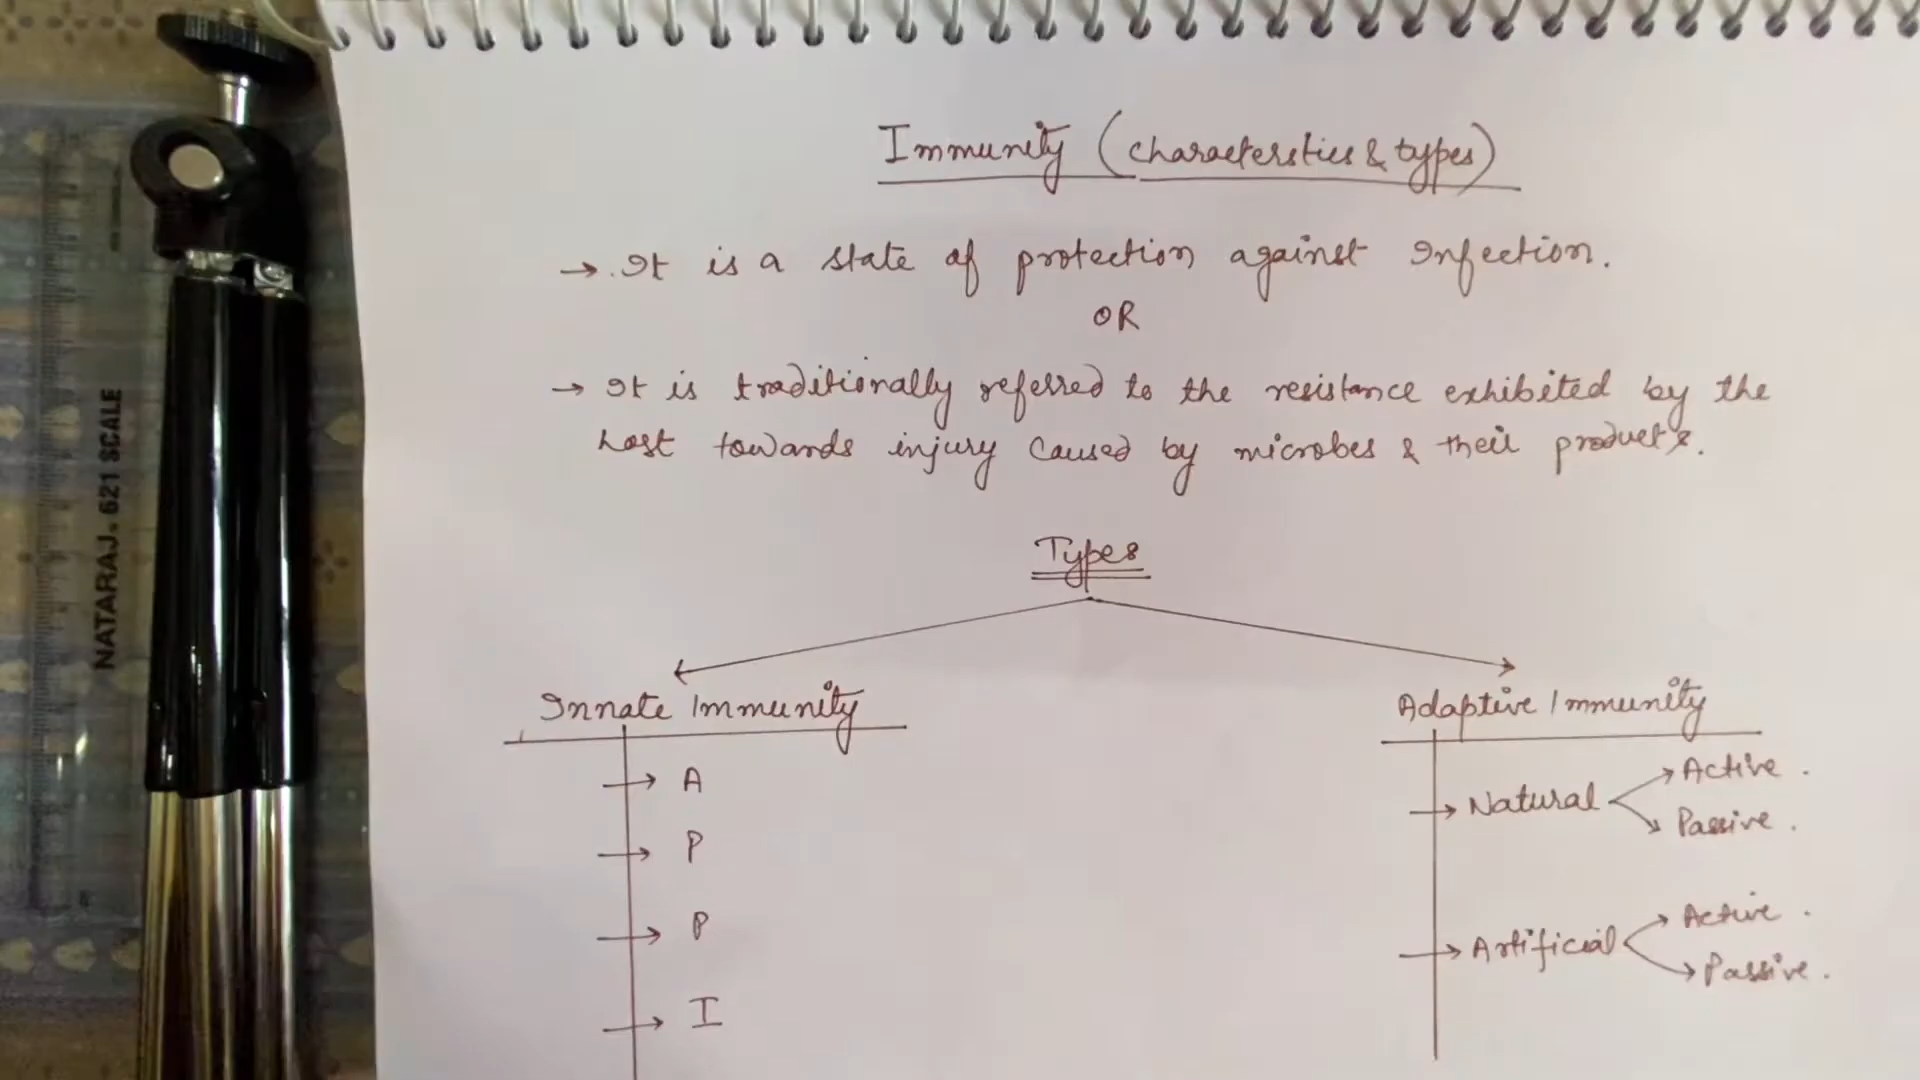 Immunity (characterstics & types)
→ It is a state of protection against Infection.
OR
→ It is traditionally referred to the resistance exhibited by the
host towards injury caused by microbes & their products.
Types
Innate Immunity
→ A
→ P
→ P
→ I
Adaptive Immunity
→ Natural → Active.
→ Passive.
→ Artificial → Active.
→ Passive.
NATARAJ 621 SCALE